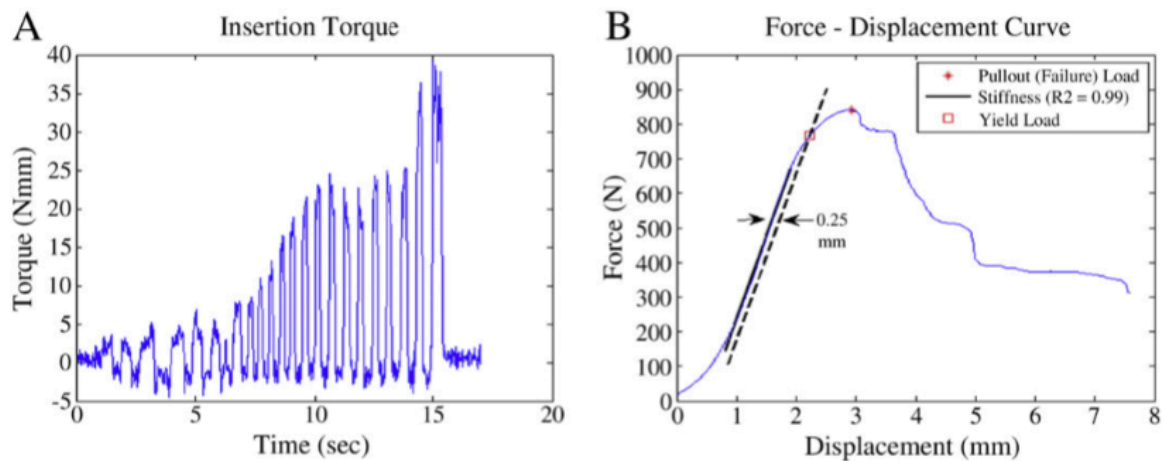 A
Insertion Torque
40
35
30
25
20
15
10
5
0
-5
Torque (Nmm)
0 5 10 15 20
Time (sec)
B
Force - Displacement Curve
1000
900
800
700
600
500
400
300
200
100
0
Force (N)
Pullout (Failure) Load
Stiffness (R2 = 0.99)
Yield Load
0.25
mm
0 1 2 3 4 5 6 7 8
Displacement (mm)